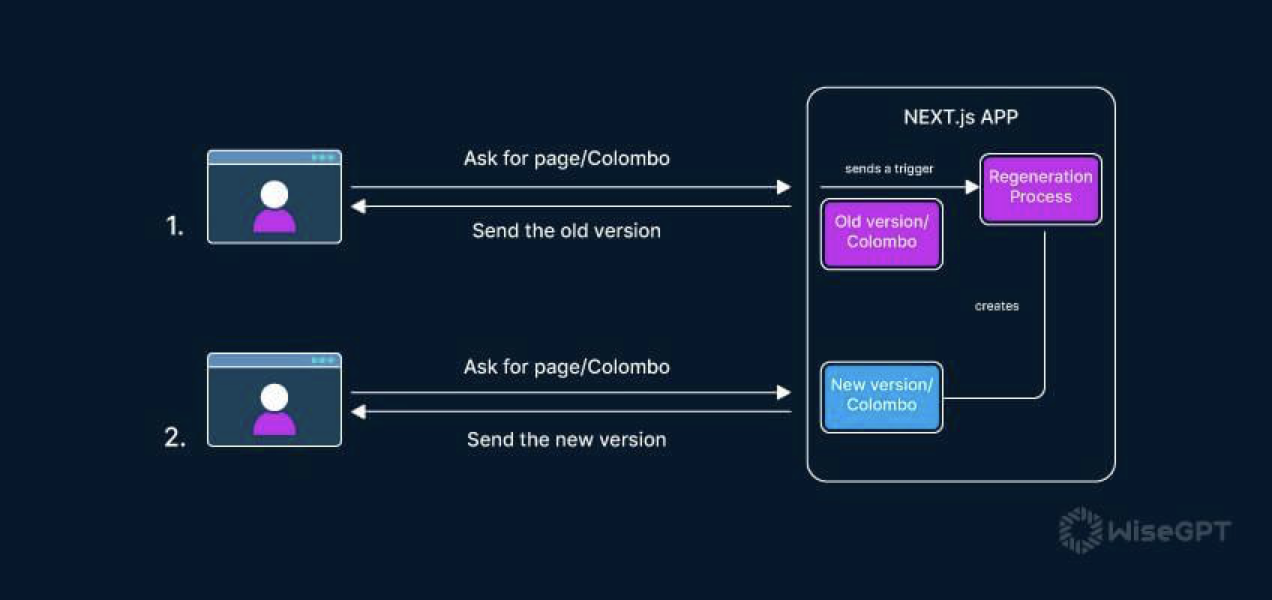 NEXT.js APP
1.
Ask for page/Colombo
Send the old version
sends a trigger
Regeneration
Process
Old version/
Colombo
creates
2.
Ask for page/Colombo
Send the new version
New version/
Colombo
WiseGPT